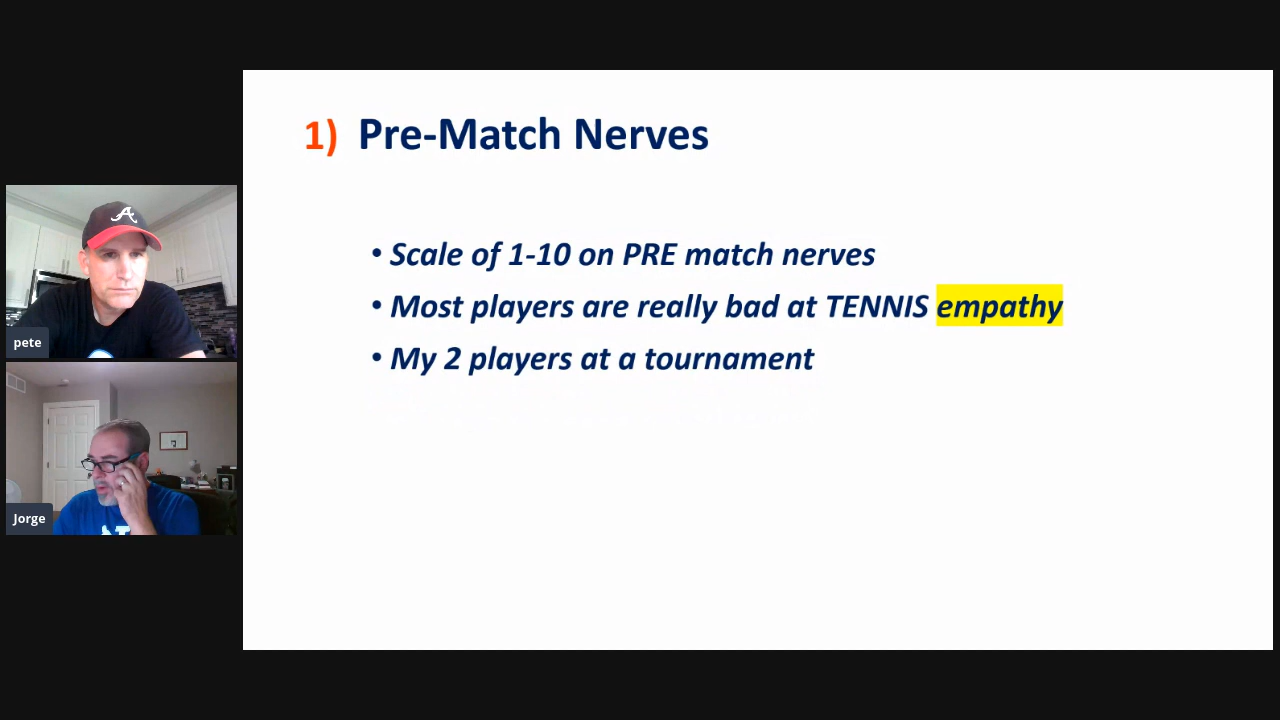 1) Pre-Match Nerves
• Scale of 1-10 on PRE match nerves
• Most players are really bad at TENNIS empathy
• My 2 players at a tournament
A
pete
Jorge